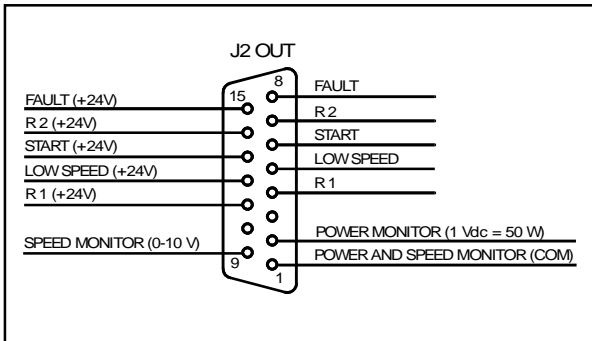 J2 OUT
15
8
FAULT (+24V)
FAULT
R 2 (+24V)
R 2
START (+24V)
START
LOW SPEED (+24V)
LOW SPEED
R 1 (+24V)
R 1
SPEED MONITOR (0-10 V)
POWER MONITOR (1 Vdc = 50 W)
POWER AND SPEED MONITOR (COM)
9
1